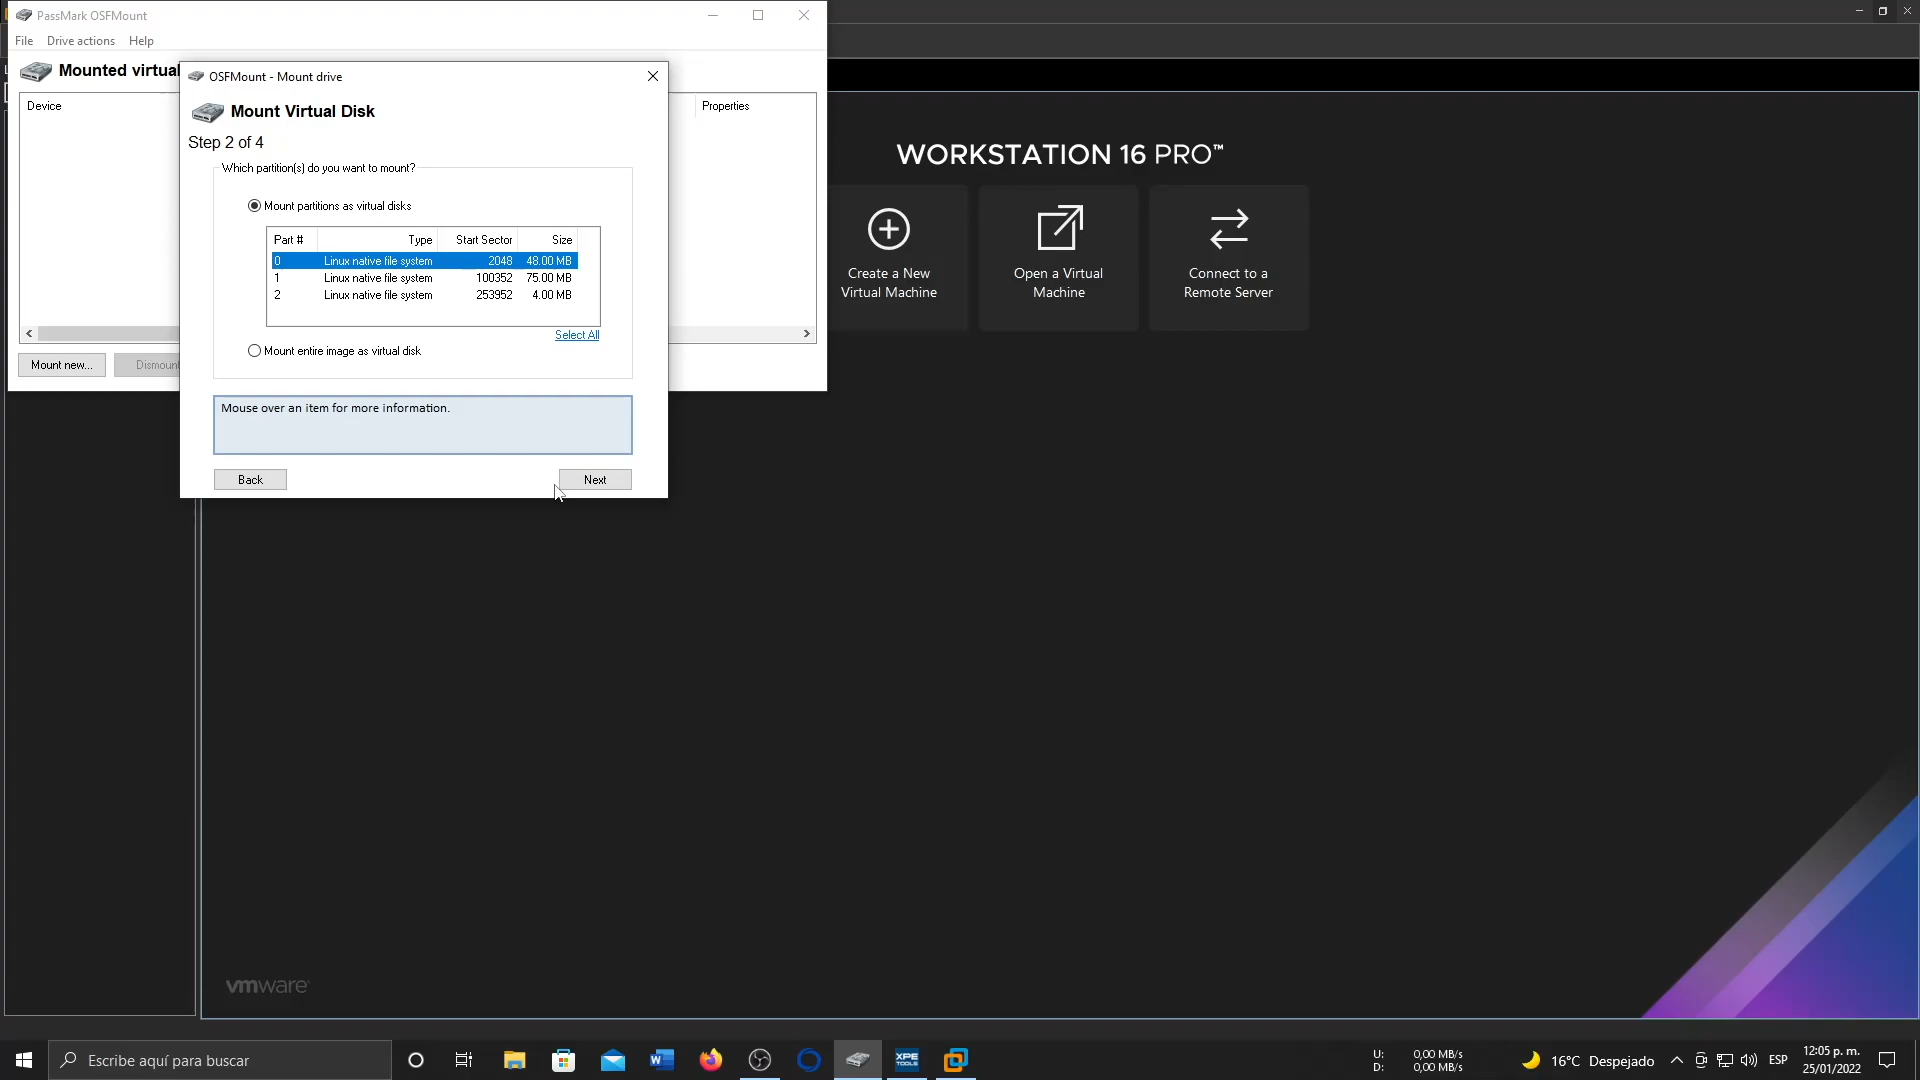 PassMark OSFMount
File Drive actions Help
Mounted virtual
Device
Properties
OSFMount - Mount drive
Mount Virtual Disk
Step 2 of 4
Which partition(s) do you want to mount?
Mount partitions as virtual disks
Part # Type Start Sector Size
0 Linux native file system 2048 48.00 MB
1 Linux native file system 100352 75.00 MB
2 Linux native file system 253952 4.00 MB
Select All
Mount entire image as virtual disk
Mount new...
Dismount
Mouse over an item for more information.
Back
Next
WORKSTATION 16 PRO™
Create a New
Virtual Machine
Open a Virtual
Machine
Connect to a
Remote Server
vmware
Escribe aquí para buscar
XPE
TOOLS
U: 0,00 MB/s
D: 0,00 MB/s
16°C Despejado
ESP
12:05 p. m.
25/01/2022